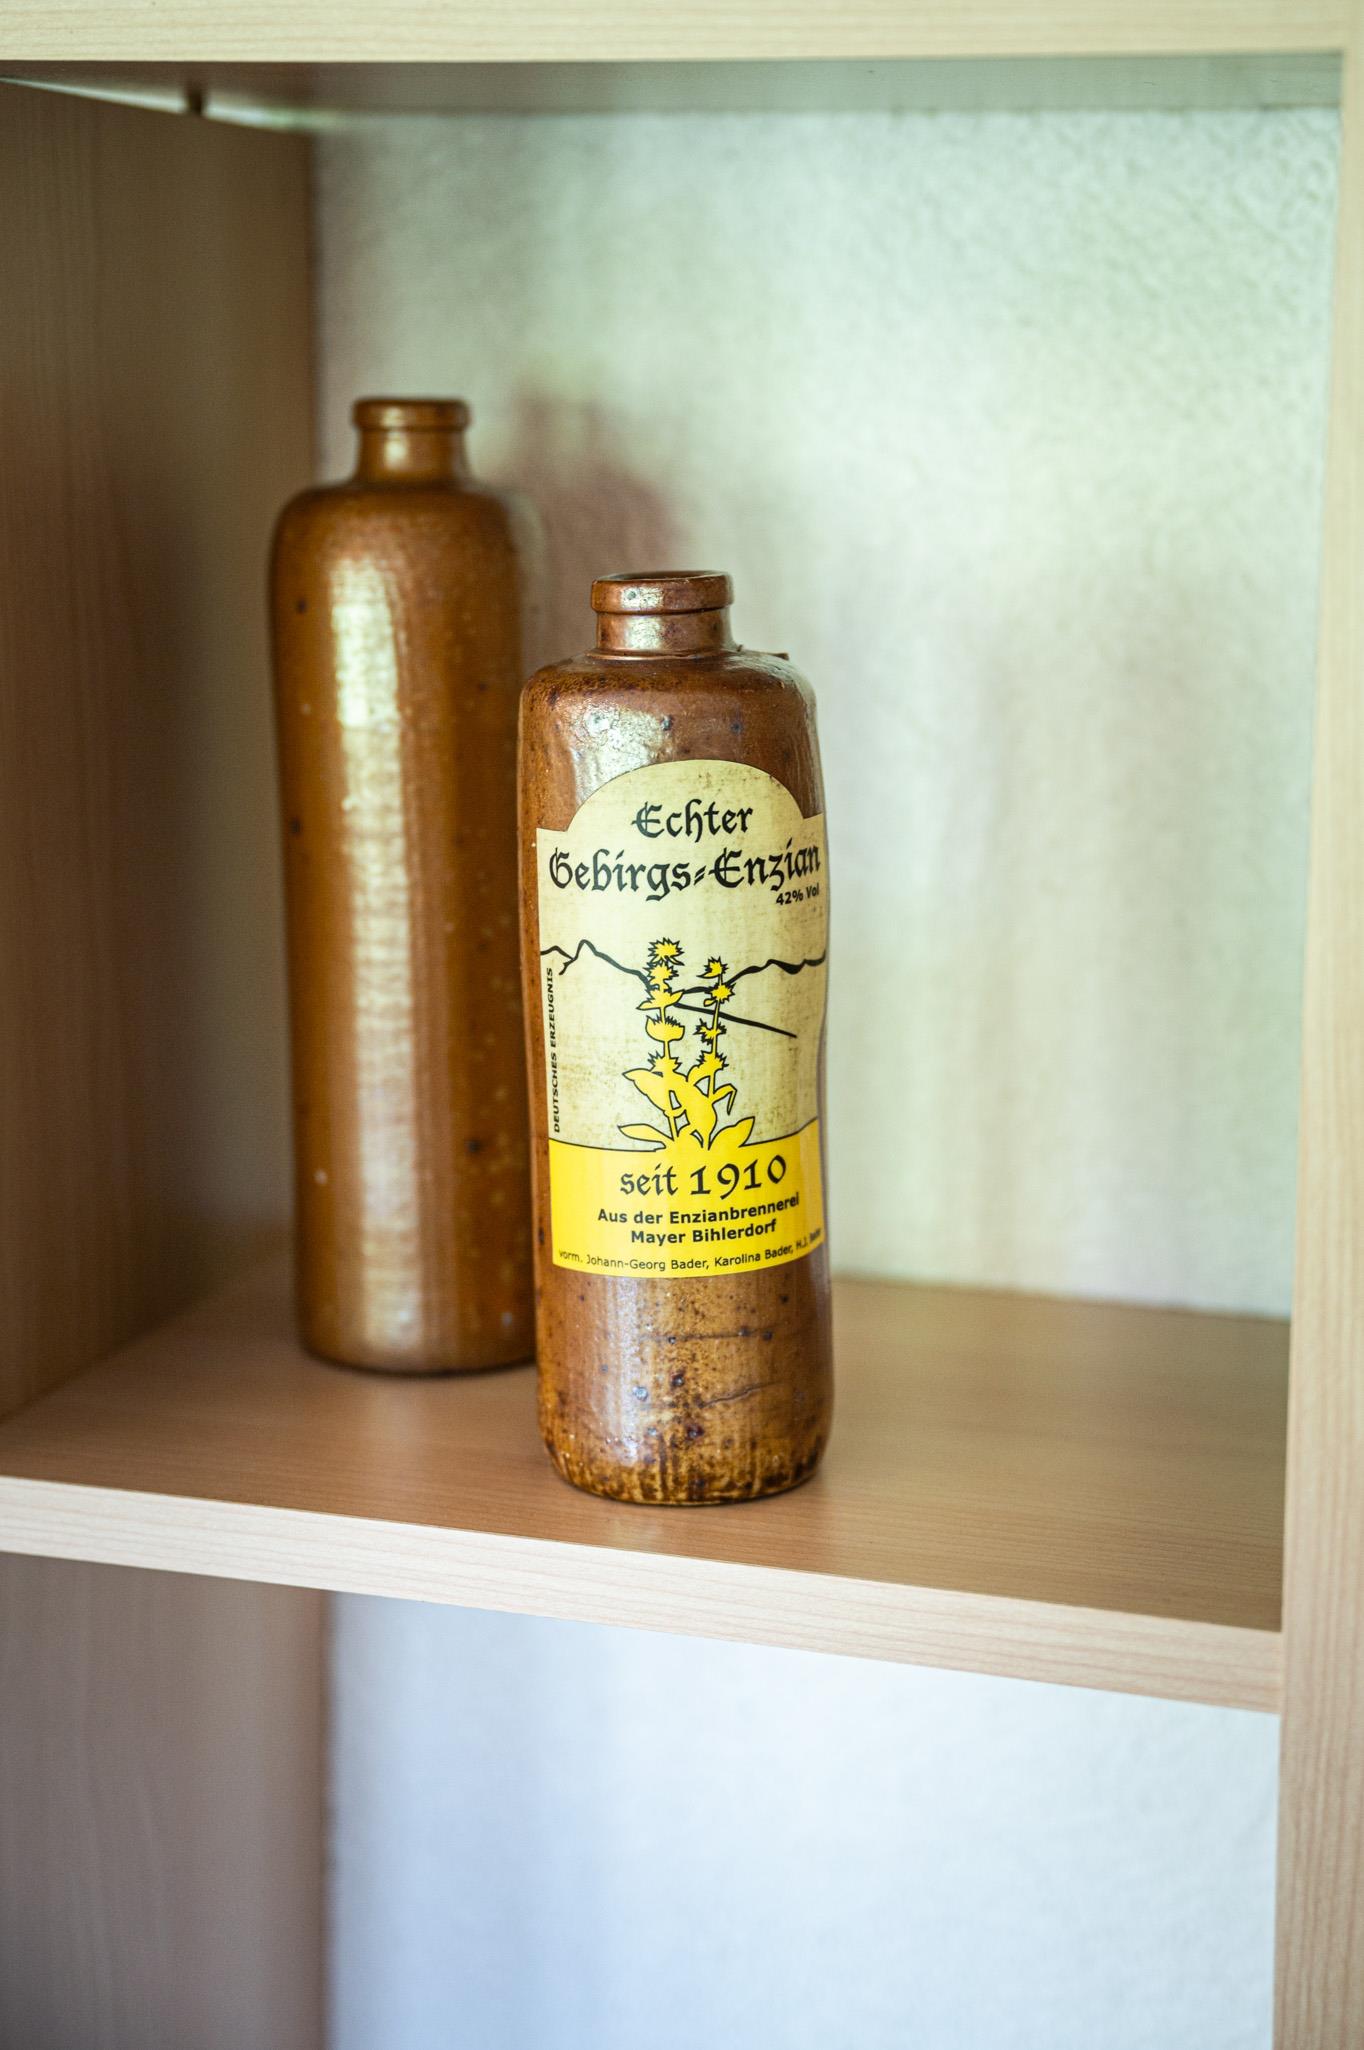 Echter
Gebirgs-Enzian
42% Vol
DEUTSCHES ERZEUGNIS
seit 1910
Aus der Enzianbrennerei
Mayer Bihlerdorf
vorm. Johann-Georg Bader, Karolina Bader, H.J. Bader